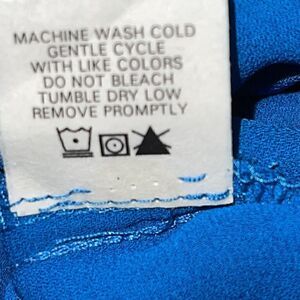 MACHINE WASH COLD
GENTLE CYCLE
WITH LIKE COLORS
DO NOT BLEACH
TUMBLE DRY LOW
REMOVE PROMPTLY